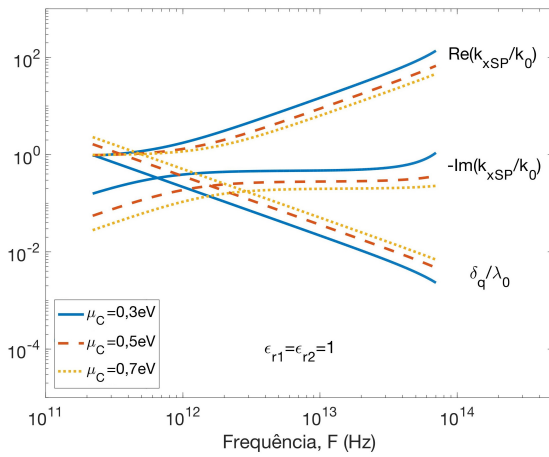 10^2
Re(k_xSP/k_0)
10^0
-Im(k_xSP/k_0)
10^-2
δ_q/λ_0
μ_C=0,3eV
μ_C=0,5eV
μ_C=0,7eV
ϵ_r1=ϵ_r2=1
10^-4
10^11
10^12
10^13
10^14
Frequência, F (Hz)